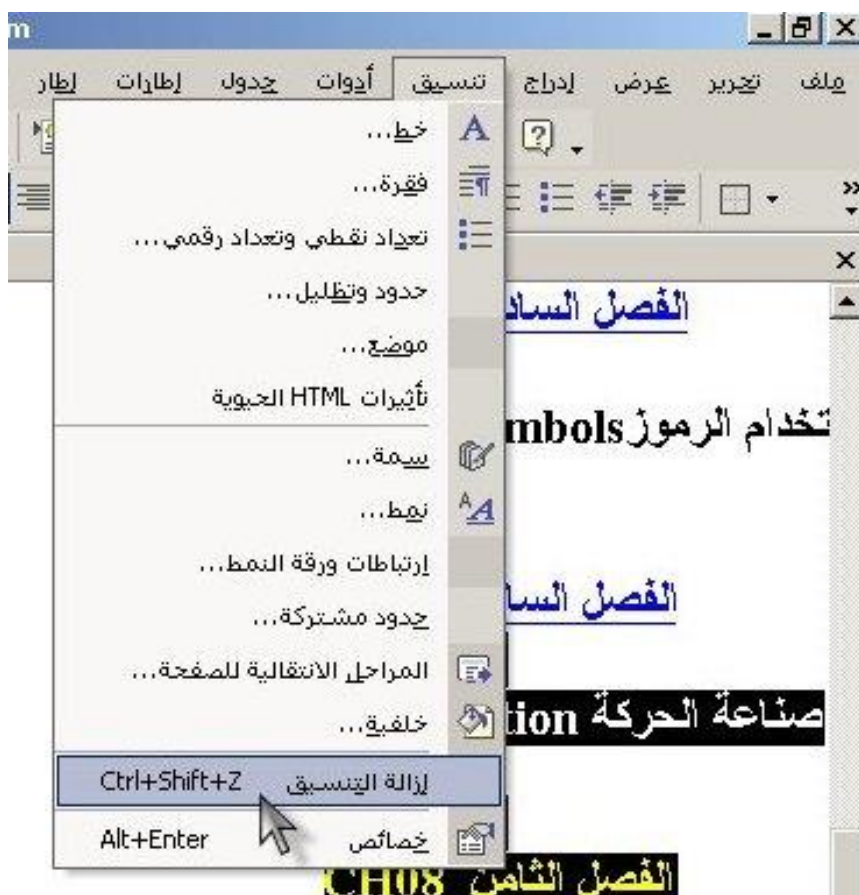 m
ملف تحرير عرض إدراج تنسيق أدوات جدول إطارات إطار
خط...
فقرة...
تعداد نقطي وتعداد رقمي...
حدود وتظليل...
موضع...
تأثيرات HTML الحيوية
سمة...
نمط...
إرتباطات ورقة النمط...
حدود مشتركة...
المراحل الانتقالية للصفحة...
خلفية...
إزالة التنسيق Ctrl+Shift+Z
خصائص Alt+Enter
الفصل الساد
تخدام الرموز mbols
الفصل السا
صناعة الحركة tion
الفصل الثامن CH08